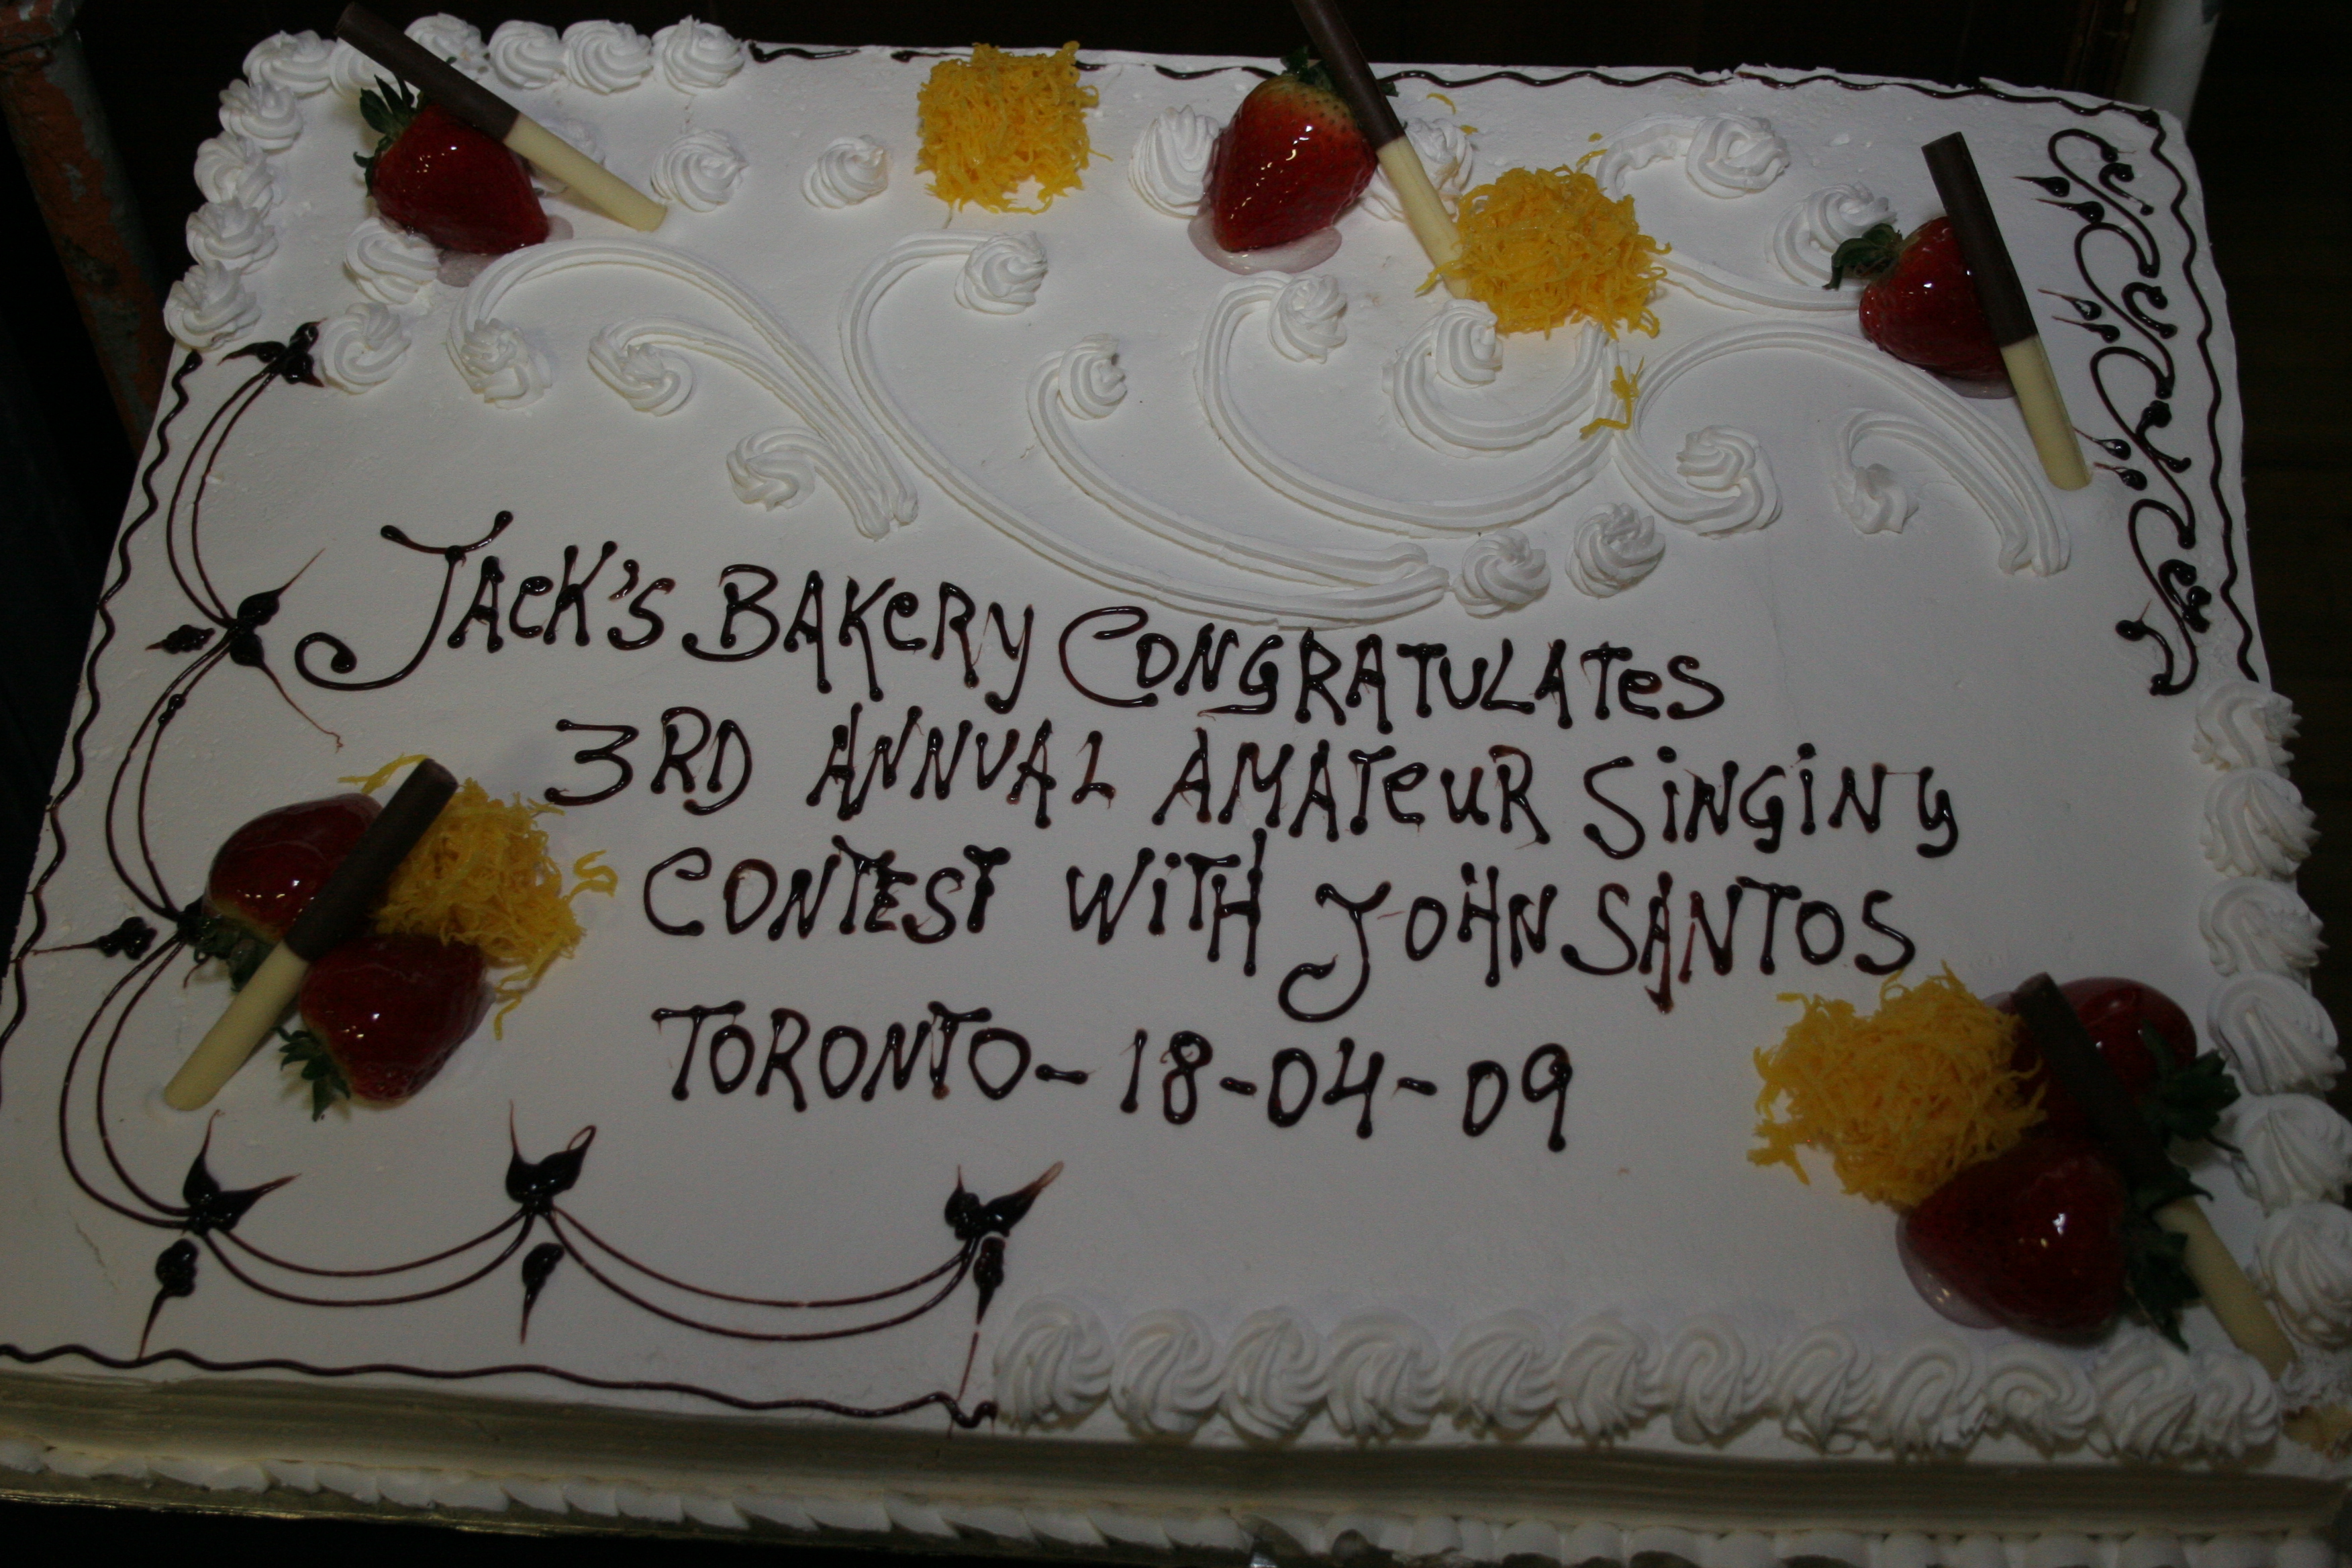 JACK'S BAKERY CONGRATULATES
3RD ANNUAL AMATEUR SINGING
CONTEST WITH JOHN SANTOS
TORONTO-18-04-09